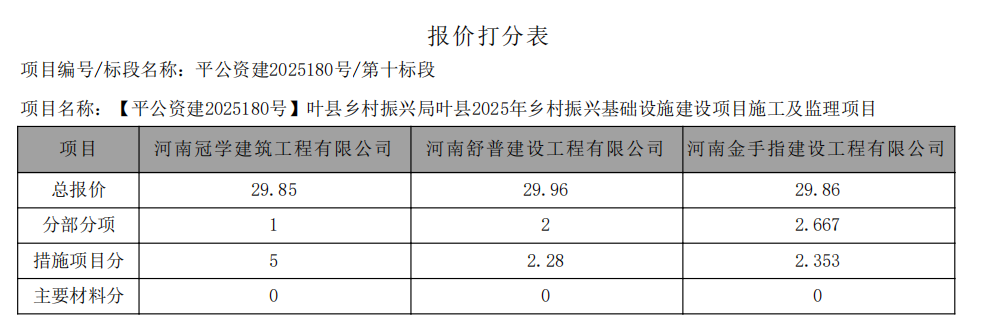 报价打分表
项目编号/标段名称：平公资建2025180号/第十标段
项目名称：【平公资建2025180号】叶县乡村振兴局叶县2025年乡村振兴基础设施建设项目施工及监理项目
项目 河南冠学建筑工程有限公司 河南舒普建设工程有限公司 河南金手指建设工程有限公司
总报价 29.85 29.96 29.86
分部分项 1 2 2.667
措施项目分 5 2.28 2.353
主要材料分 0 0 0